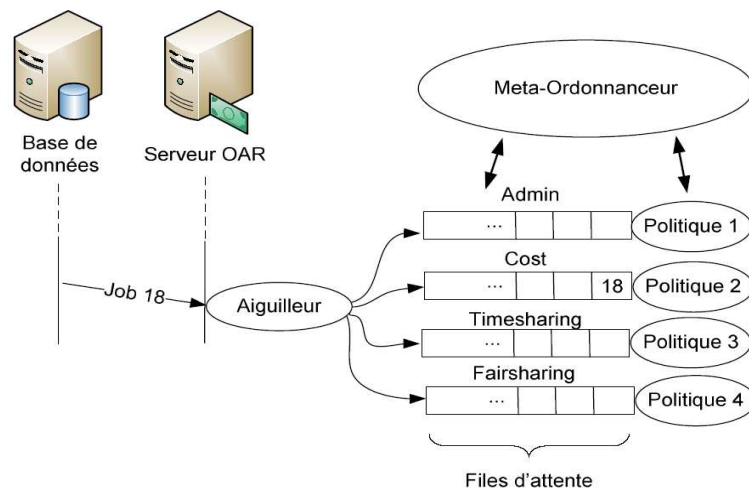 Meta-Ordonnanceur
Base de
données
Serveur OAR
Admin
...
Politique 1
Cost
... 18
Politique 2
Job 18
Aiguilleur
Timesharing
...
Politique 3
Fairsharing
...
Politique 4
Files d'attente